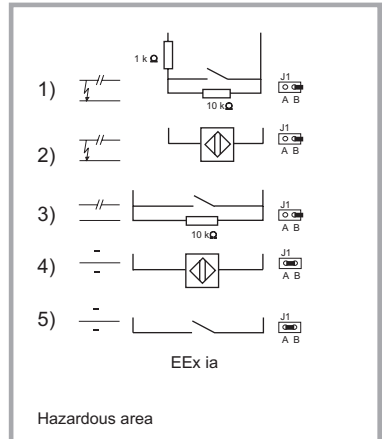 1 k Ω
1)
10 kΩ
J1
A B
2)
J1
A B
3)
10 kΩ
J1
A B
4)
J1
A B
5)
J1
A B
EEx ia
Hazardous area